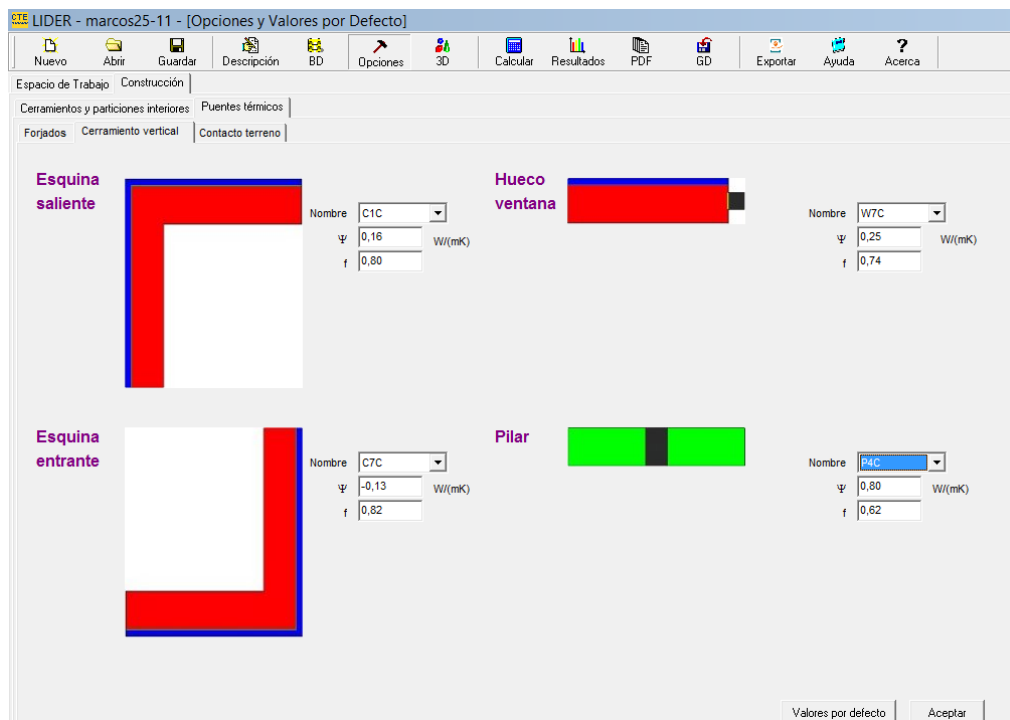 CTE LIDER - marcos25-11 - [Opciones y Valores por Defecto]
Nuevo Abrir Guardar Descripción BD Opciones 3D Calcular Resultados PDF GD Exportar Ayuda Acerca
Espacio de Trabajo Construcción
Cerramientos y particiones interiores Puentes térmicos
Forjados Cerramiento vertical Contacto terreno
Esquina
saliente
Nombre C1C
Ψ 0,16 W/(mK)
f 0,80
Hueco
ventana
Nombre W7C
Ψ 0,25 W/(mK)
f 0,74
Esquina
entrante
Nombre C7C
Ψ -0,13 W/(mK)
f 0,82
Pilar
Nombre P4C
Ψ 0,80 W/(mK)
f 0,62
Valores por defecto Aceptar